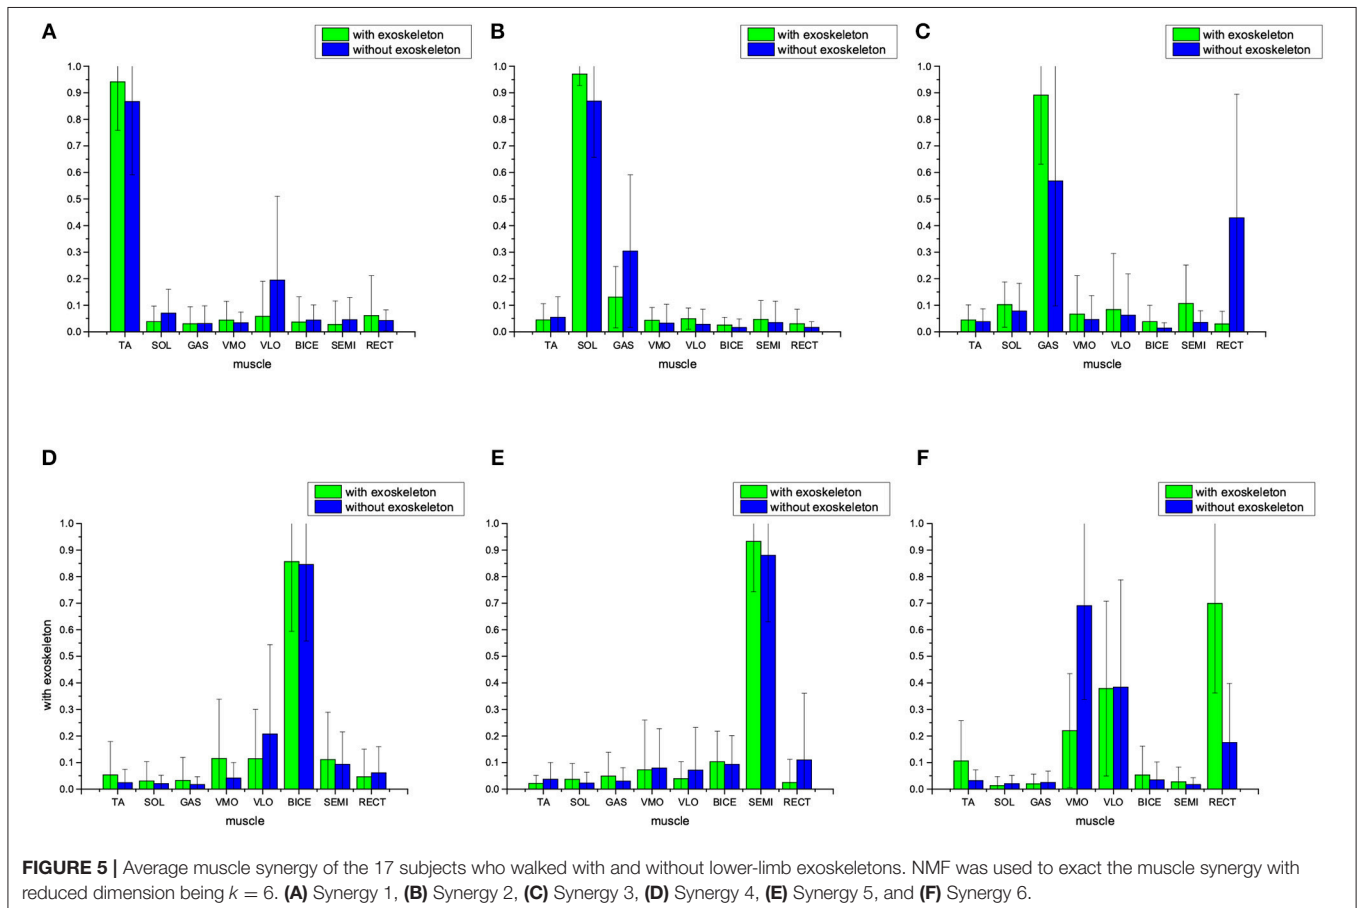 A
with exoskeleton
without exoskeleton
1.0
0.9
0.8
0.7
0.6
0.5
0.4
0.3
0.2
0.1
0.0
TA SOL GAS VMO VLO BICE SEMI RECT
muscle
B
with exoskeleton
without exoskeleton
1.0
0.9
0.8
0.7
0.6
0.5
0.4
0.3
0.2
0.1
0.0
TA SOL GAS VMO VLO BICE SEMI RECT
muscle
C
with exoskeleton
without exoskeleton
1.0
0.9
0.8
0.7
0.6
0.5
0.4
0.3
0.2
0.1
0.0
TA SOL GAS VMO VLO BICE SEMI RECT
muscle
D
with exoskeleton
without exoskeleton
with exoskeleton
1.0
0.9
0.8
0.7
0.6
0.5
0.4
0.3
0.2
0.1
0.0
TA SOL GAS VMO VLO BICE SEMI RECT
muscle
E
with exoskeleton
without exoskeleton
1.0
0.9
0.8
0.7
0.6
0.5
0.4
0.3
0.2
0.1
0.0
TA SOL GAS VMO VLO BICE SEMI RECT
muscle
F
with exoskeleton
without exoskeleton
1.0
0.9
0.8
0.7
0.6
0.5
0.4
0.3
0.2
0.1
0.0
TA SOL GAS VMO VLO BICE SEMI RECT
muscle
FIGURE 5 | Average muscle synergy of the 17 subjects who walked with and without lower-limb exoskeletons. NMF was used to exact the muscle synergy with
reduced dimension being k = 6. (A) Synergy 1, (B) Synergy 2, (C) Synergy 3, (D) Synergy 4, (E) Synergy 5, and (F) Synergy 6.